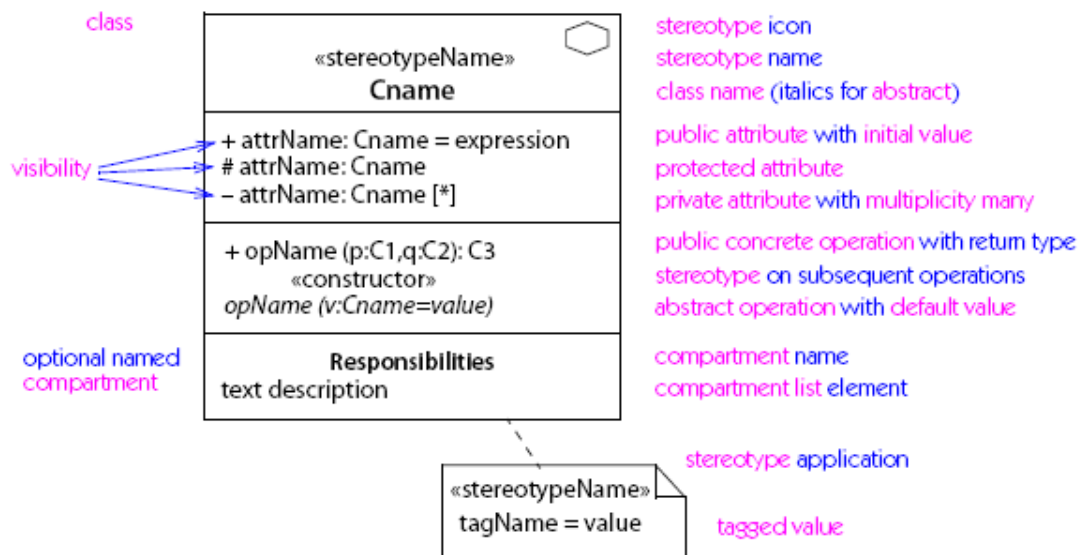 class
stereotype icon
«stereotypeName»
stereotype name
Cname
class name (italics for abstract)
+ attrName: Cname = expression
public attribute with initial value
visibility
# attrName: Cname
protected attribute
– attrName: Cname [*]
private attribute with multiplicity many
+ opName (p:C1,q:C2): C3
public concrete operation with return type
«constructor»
stereotype on subsequent operations
opName (v:Cname=value)
abstract operation with default value
optional named
compartment
Responsibilities
compartment name
text description
compartment list element
stereotype application
«stereotypeName»
tagName = value
tagged value